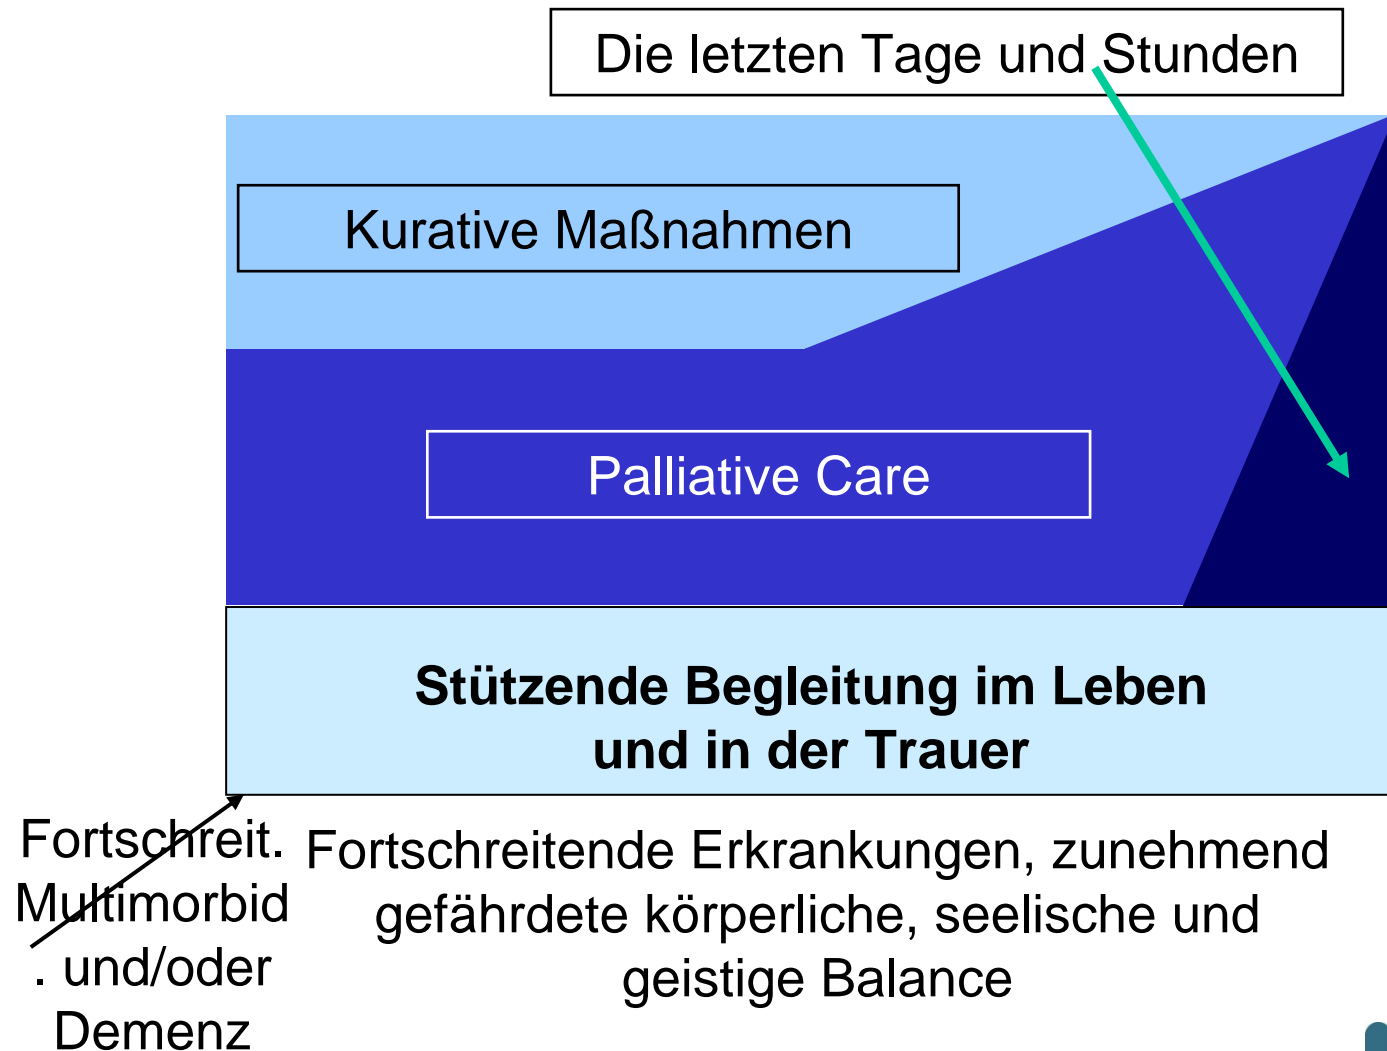 Die letzten Tage und Stunden
Kurative Maßnahmen
Palliative Care
Stützende Begleitung im Leben
und in der Trauer
Fortschreit.
Multimorbid
. und/oder
Demenz
Fortschreitende Erkrankungen, zunehmend
gefährdete körperliche, seelische und
geistige Balance